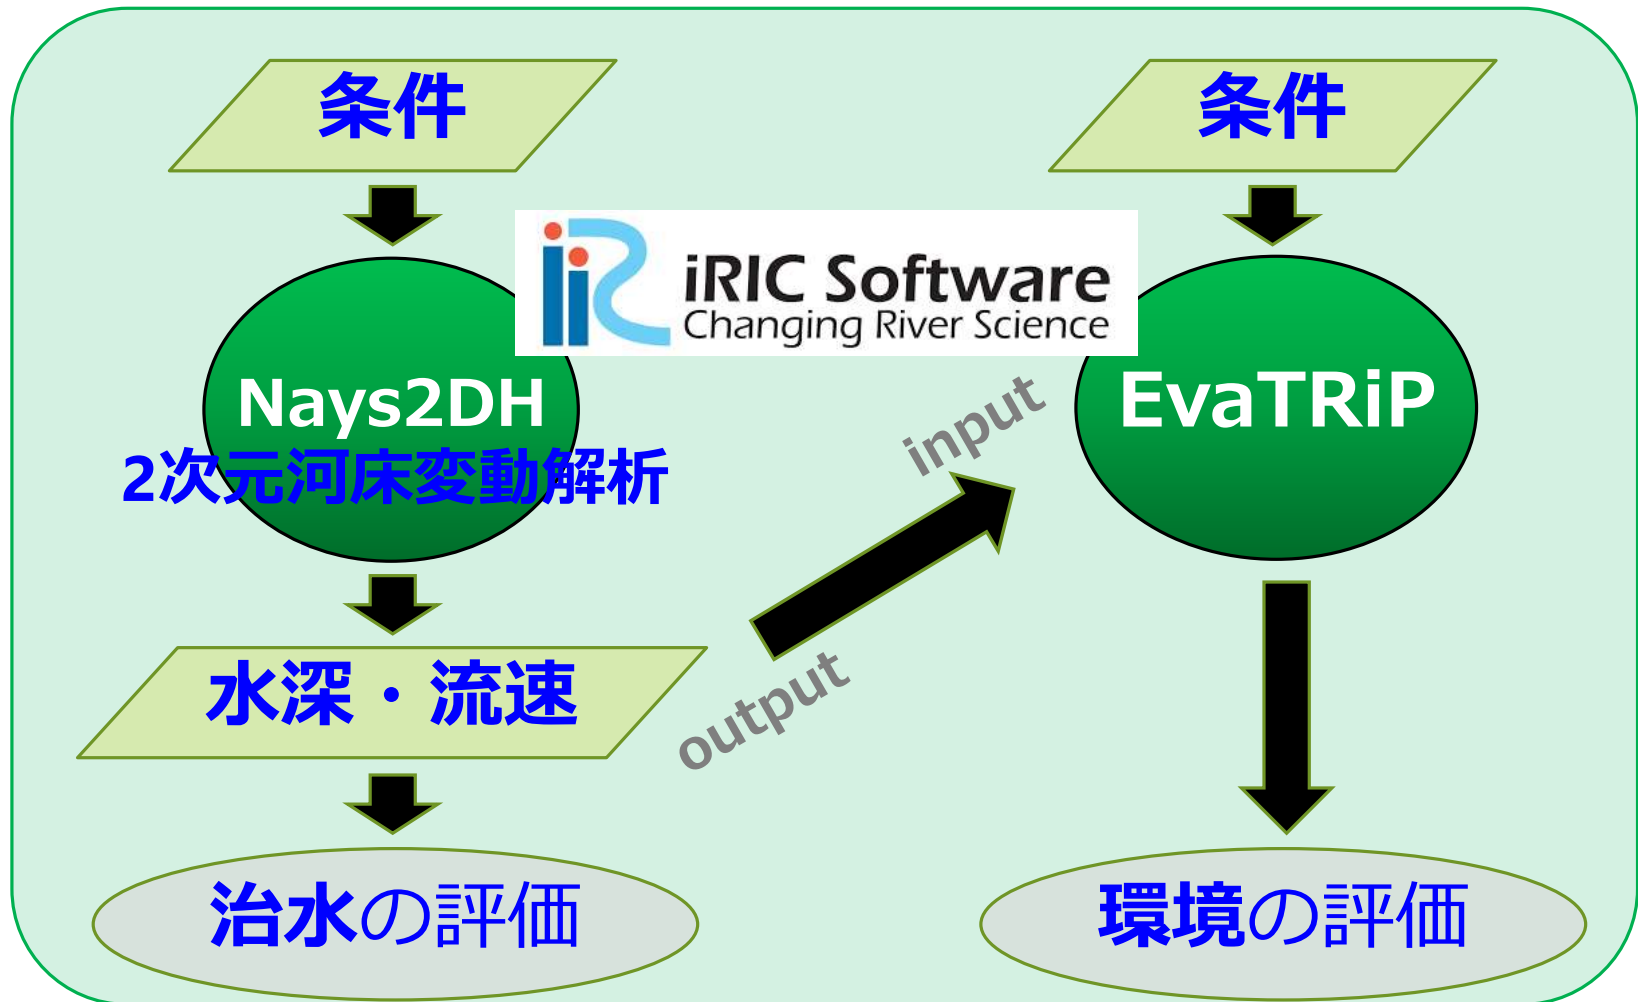 条件
条件
iRIC Software
Changing River Science
Nays2DH
2次元河床変動解析
EvaTRiP
input
output
水深・流速
治水の評価
環境の評価